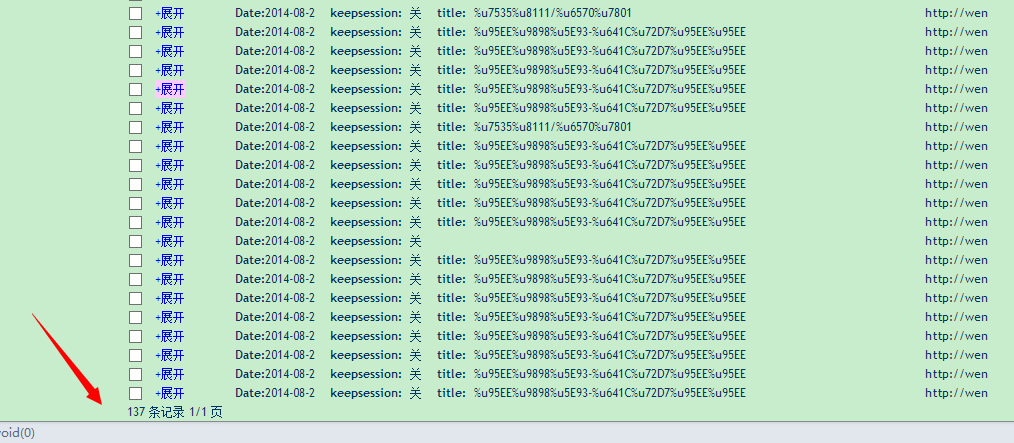 +展开 Date:2014-08-2 keepsession: 关 title: %u7535%u8111/%u6570%u7801 http://wen
+展开 Date:2014-08-2 keepsession: 关 title: %u95EE%u9898%u5E93-%u641C%u72D7%u95EE%u95EE http://wen
+展开 Date:2014-08-2 keepsession: 关 title: %u95EE%u9898%u5E93-%u641C%u72D7%u95EE%u95EE http://wen
+展开 Date:2014-08-2 keepsession: 关 title: %u95EE%u9898%u5E93-%u641C%u72D7%u95EE%u95EE http://wen
+展开 Date:2014-08-2 keepsession: 关 title: %u95EE%u9898%u5E93-%u641C%u72D7%u95EE%u95EE http://wen
+展开 Date:2014-08-2 keepsession: 关 title: %u95EE%u9898%u5E93-%u641C%u72D7%u95EE%u95EE http://wen
+展开 Date:2014-08-2 keepsession: 关 title: %u7535%u8111/%u6570%u7801 http://wen
+展开 Date:2014-08-2 keepsession: 关 title: %u95EE%u9898%u5E93-%u641C%u72D7%u95EE%u95EE http://wen
+展开 Date:2014-08-2 keepsession: 关 title: %u95EE%u9898%u5E93-%u641C%u72D7%u95EE%u95EE http://wen
+展开 Date:2014-08-2 keepsession: 关 title: %u95EE%u9898%u5E93-%u641C%u72D7%u95EE%u95EE http://wen
+展开 Date:2014-08-2 keepsession: 关 title: %u95EE%u9898%u5E93-%u641C%u72D7%u95EE%u95EE http://wen
+展开 Date:2014-08-2 keepsession: 关 title: %u95EE%u9898%u5E93-%u641C%u72D7%u95EE%u95EE http://wen
+展开 Date:2014-08-2 keepsession: 关 http://wen
+展开 Date:2014-08-2 keepsession: 关 title: %u95EE%u9898%u5E93-%u641C%u72D7%u95EE%u95EE http://wen
+展开 Date:2014-08-2 keepsession: 关 title: %u95EE%u9898%u5E93-%u641C%u72D7%u95EE%u95EE http://wen
+展开 Date:2014-08-2 keepsession: 关 title: %u95EE%u9898%u5E93-%u641C%u72D7%u95EE%u95EE http://wen
+展开 Date:2014-08-2 keepsession: 关 title: %u95EE%u9898%u5E93-%u641C%u72D7%u95EE%u95EE http://wen
+展开 Date:2014-08-2 keepsession: 关 title: %u95EE%u9898%u5E93-%u641C%u72D7%u95EE%u95EE http://wen
+展开 Date:2014-08-2 keepsession: 关 title: %u95EE%u9898%u5E93-%u641C%u72D7%u95EE%u95EE http://wen
+展开 Date:2014-08-2 keepsession: 关 title: %u95EE%u9898%u5E93-%u641C%u72D7%u95EE%u95EE http://wen
+展开 Date:2014-08-2 keepsession: 关 title: %u95EE%u9898%u5E93-%u641C%u72D7%u95EE%u95EE http://wen
137 条记录 1/1 页
void(0)